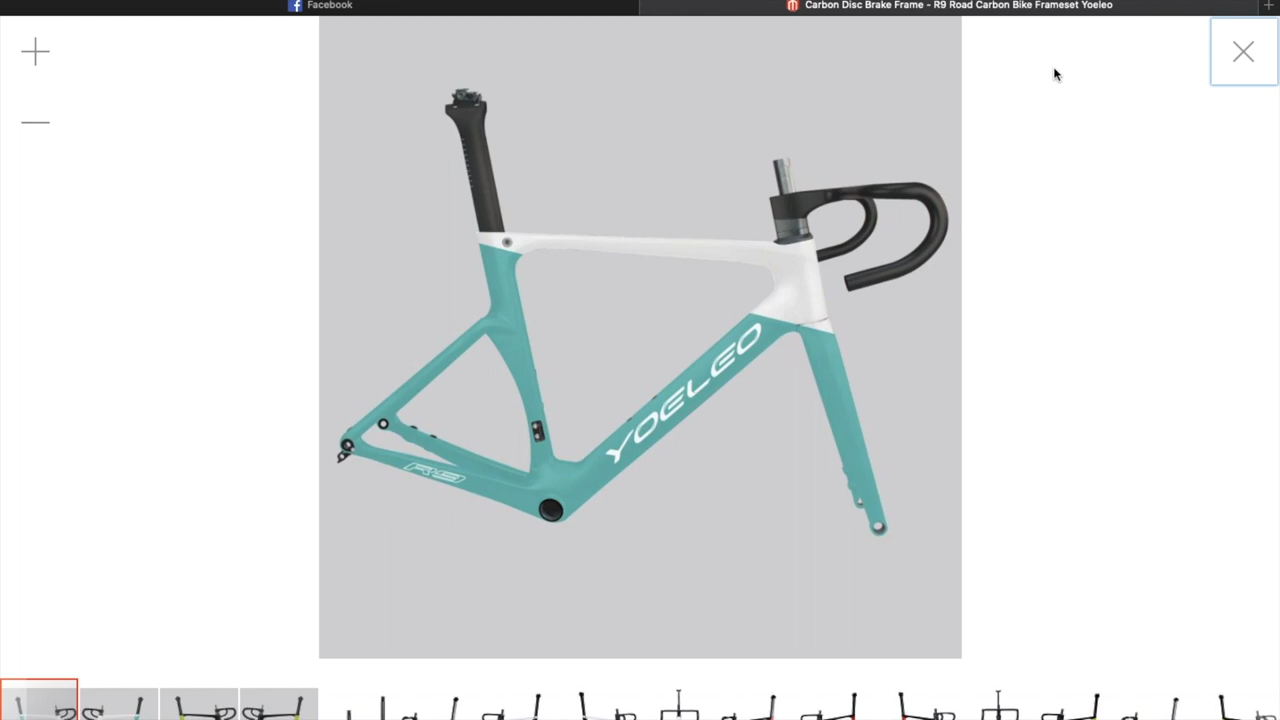 Facebook
Carbon Disc Brake Frame - R9 Road Carbon Bike Frameset Yoeleo
YOELEO
R9